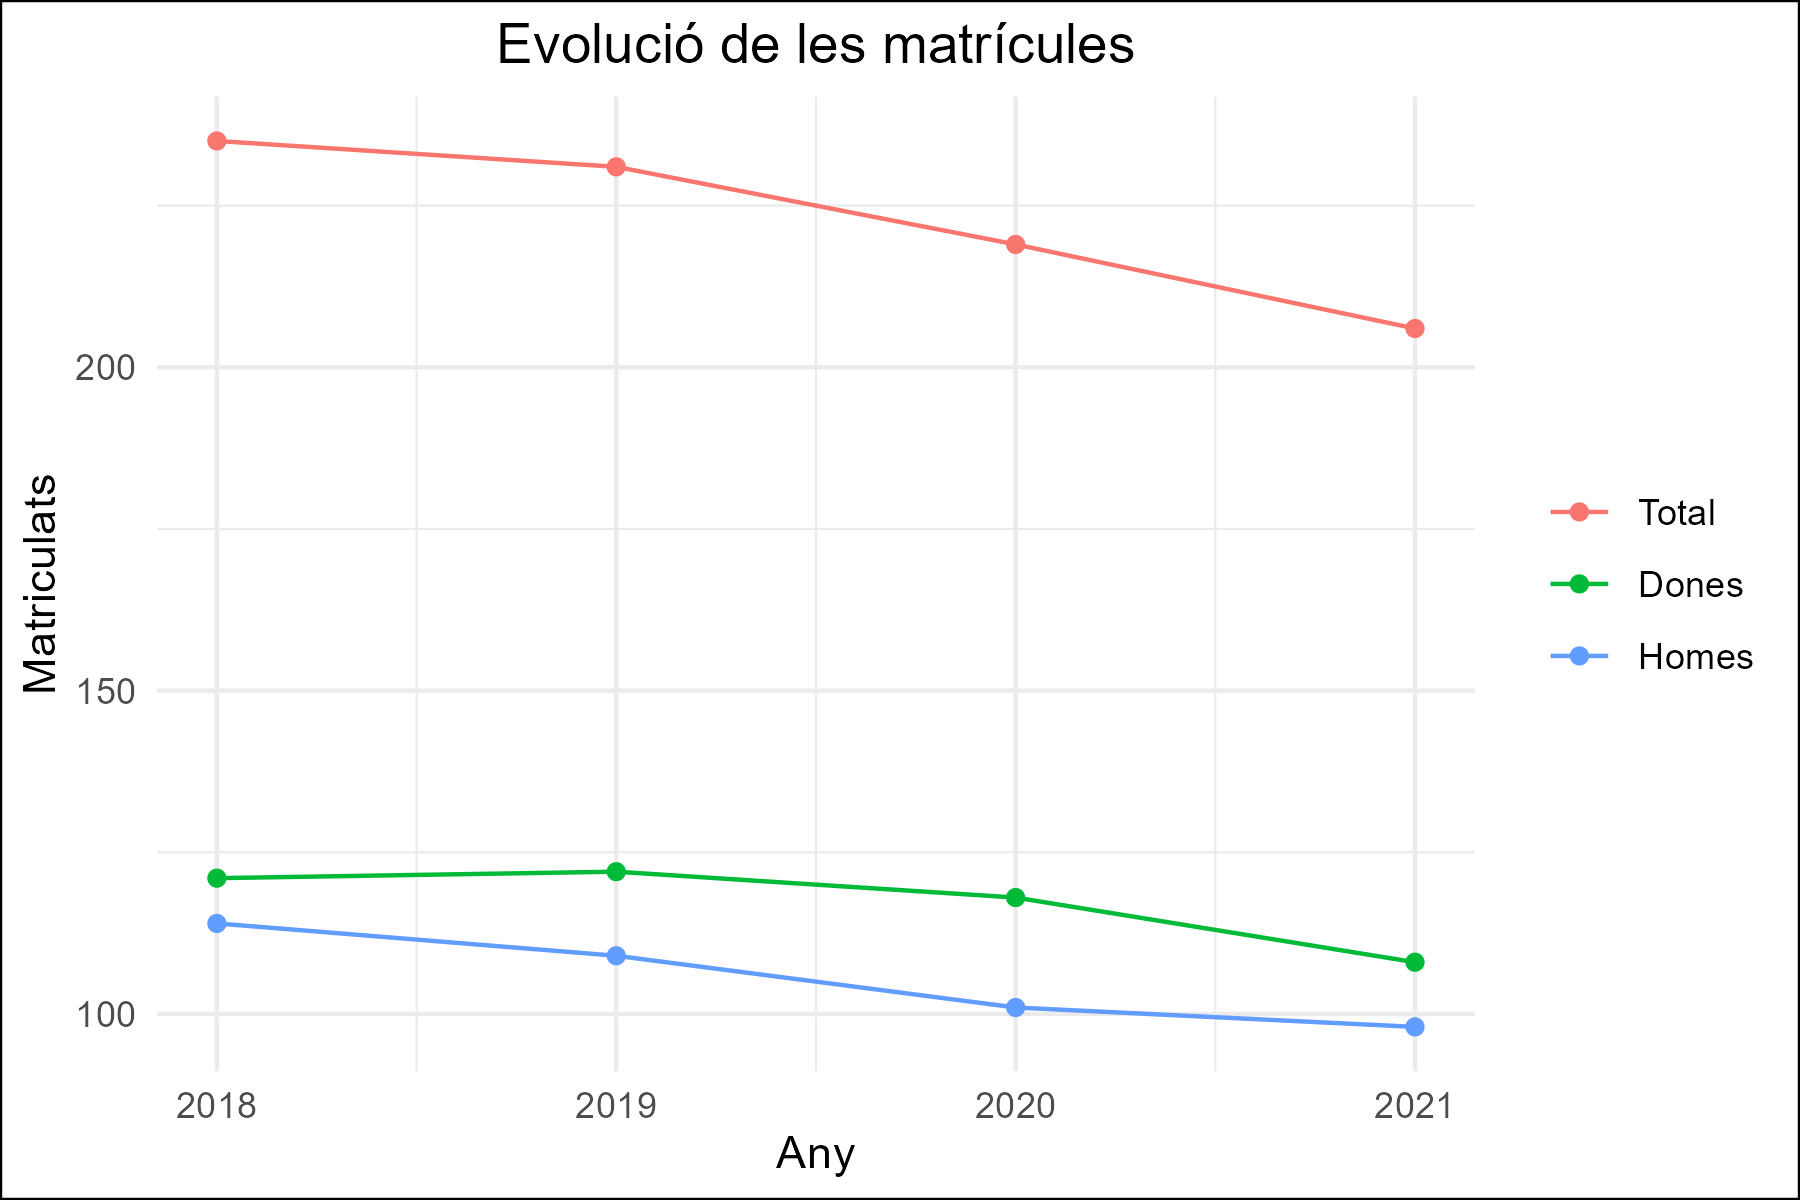 Evolució de les matrícules
Matriculats
200
150
100
2018
2019
2020
2021
Any
Total
Dones
Homes